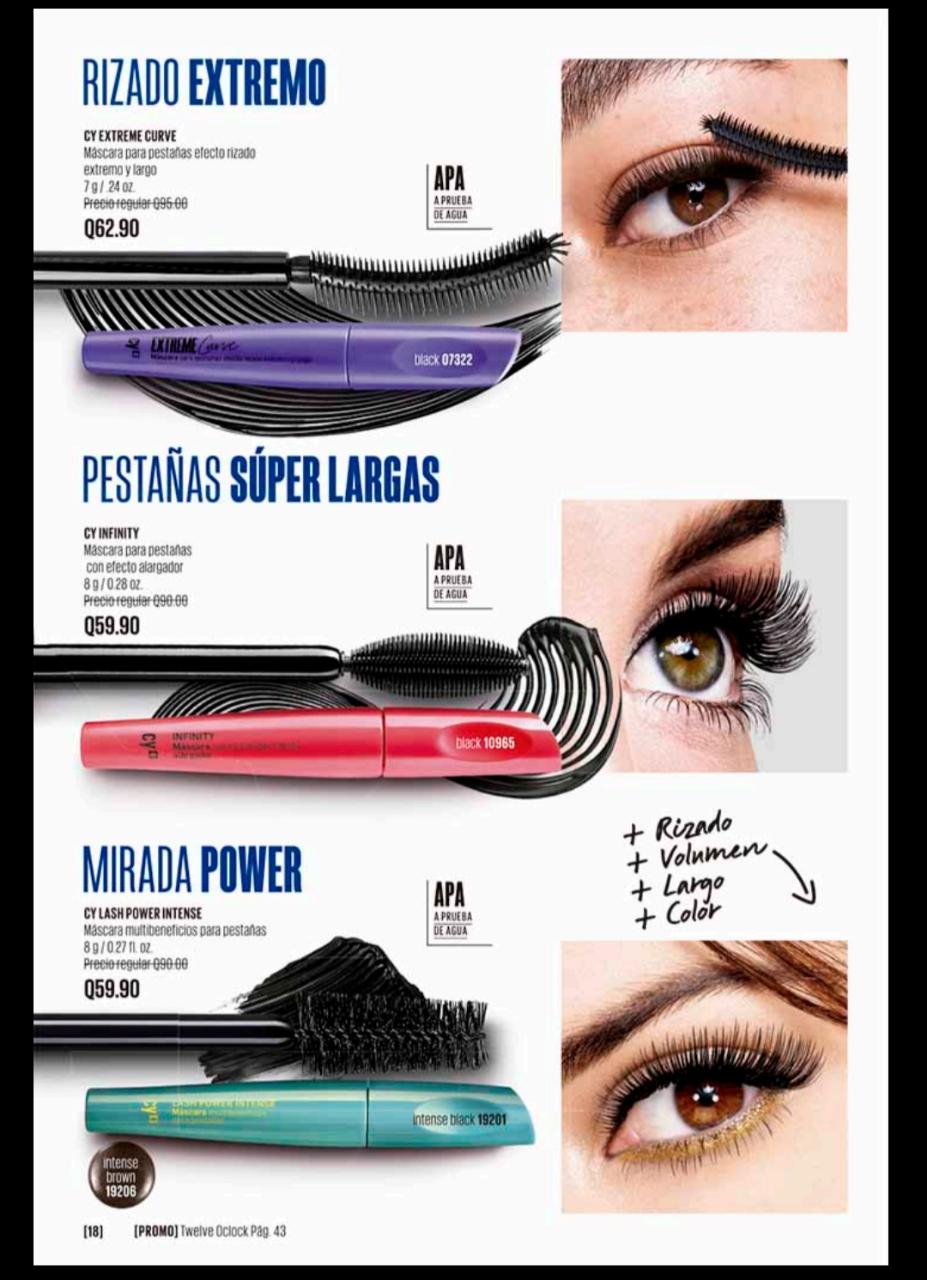 RIZADO EXTREMO
CY EXTREME CURVE
Máscara para pestañas efecto rizado
extremo y largo
7 g / .24 oz.
Precio regular Q95.00
Q62.90
APA
A PRUEBA
DE AGUA
cy
EXTREME Curve
black 07322
PESTAÑAS SÚPER LARGAS
CY INFINITY
Máscara para pestañas
con efecto alargador
8 g / 0.28 oz.
Precio regular Q90.00
Q59.90
APA
A PRUEBA
DE AGUA
cy
INFINITY
Máscara
black 10965
+ Rizado
+ Volumen
+ Largo
+ Color
MIRADA POWER
CY LASH POWER INTENSE
Máscara multibeneficios para pestañas
8 g / 0.27 fl. oz.
Precio regular Q90.00
Q59.90
APA
A PRUEBA
DE AGUA
cy
LASH POWER INTENSE
Máscara
intense black 19201
intense
brown
19206
[18] [PROMO] Twelve Oclock Pág. 43